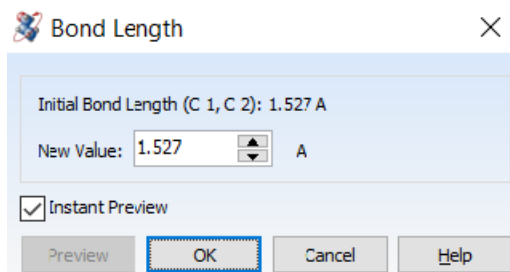 Bond Length
Initial Bond Length (C 1, C 2): 1.527 A
New Value: 1.527 A
Instant Preview
Preview OK Cancel Help